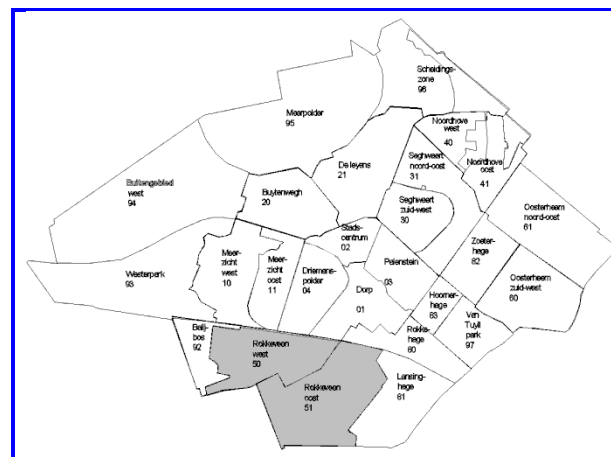 Scheidings-
zone
96
Meerpolder
95
Noordhove
west
40
Noordhove
oost
41
De leyens
21
Seghwaert
noord-oost
31
Buitengebied
west
94
Buytenwegh
20
Seghwaert
zuid-west
30
Oosterheem
noord-oost
61
Stads-
centrum
02
Zoeter-
hege
82
Meer-
zicht
west
10
Meer-
zicht
oost
11
Driemans-
polder
04
Palenstein
03
Westerpark
93
Oosterheem
zuid-west
60
Dorp
01
Hoorner-
hege
83
Van
Tuyll
park
97
Rokke-
hege
80
Balij-
bos
92
Rokkeveen
west
50
Lansing-
hege
81
Rokkeveen
oost
51